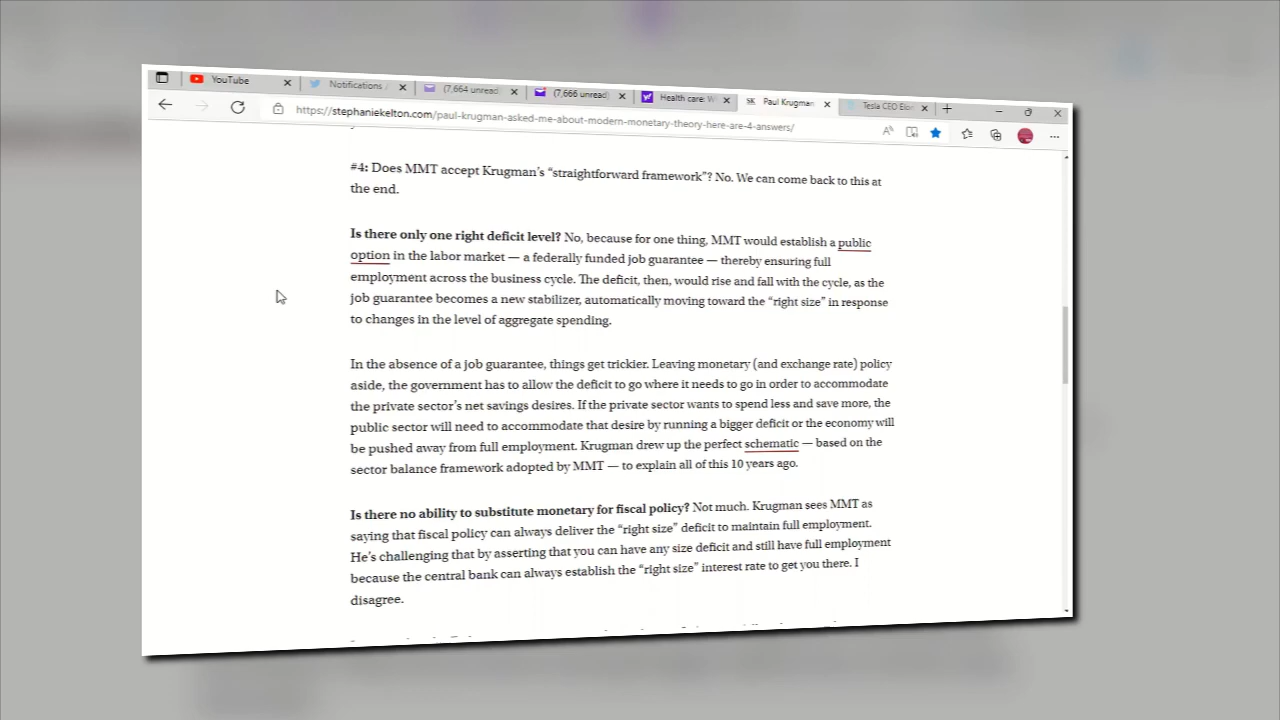 YouTube
Notifications /
(7,664 unread)
(7,666 unread)
Health care: W
SK Paul Krugman
Tesla CEO Elon
https://stephaniekelton.com/paul-krugman-asked-me-about-modern-monetary-theory-here-are-4-answers/
#4: Does MMT accept Krugman's “straightforward framework”? No. We can come back to this at
the end.
Is there only one right deficit level? No, because for one thing, MMT would establish a public
option in the labor market — a federally funded job guarantee — thereby ensuring full
employment across the business cycle. The deficit, then, would rise and fall with the cycle, as the
job guarantee becomes a new stabilizer, automatically moving toward the “right size” in response
to changes in the level of aggregate spending.
In the absence of a job guarantee, things get trickier. Leaving monetary (and exchange rate) policy
aside, the government has to allow the deficit to go where it needs to go in order to accommodate
the private sector's net savings desires. If the private sector wants to spend less and save more, the
public sector will need to accommodate that desire by running a bigger deficit or the economy will
be pushed away from full employment. Krugman drew up the perfect schematic — based on the
sector balance framework adopted by MMT — to explain all of this 10 years ago.
Is there no ability to substitute monetary for fiscal policy? Not much. Krugman sees MMT as
saying that fiscal policy can always deliver the “right size” deficit to maintain full employment.
He's challenging that by asserting that you can have any size deficit and still have full employment
because the central bank can always establish the “right size” interest rate to get you there. I
disagree.